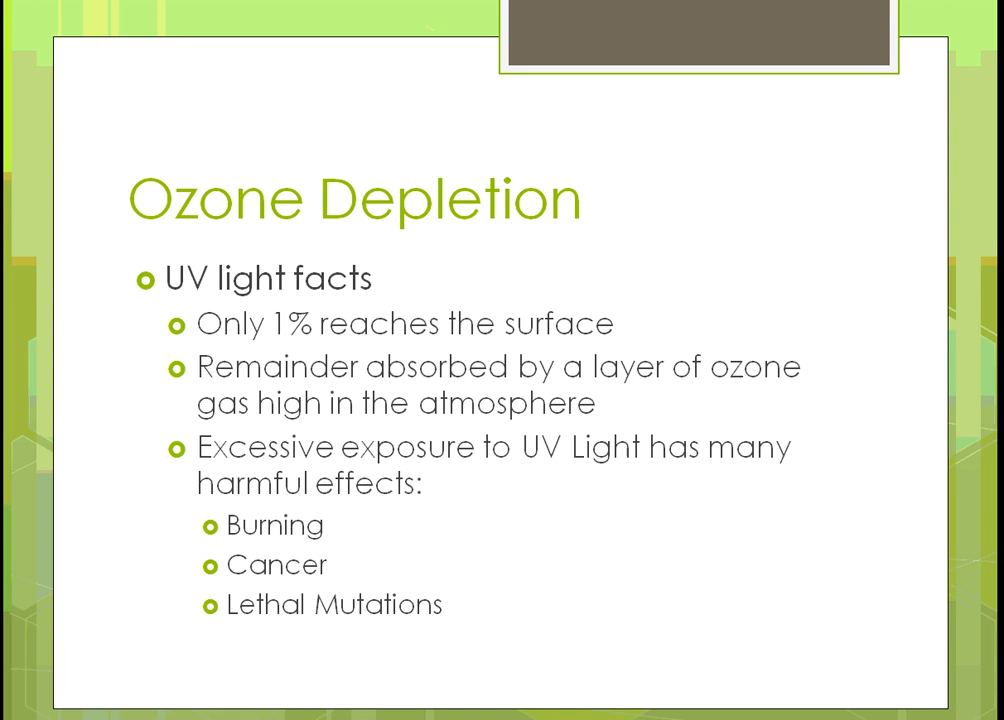 Ozone Depletion
UV light facts
Only 1% reaches the surface
Remainder absorbed by a layer of ozone
gas high in the atmosphere
Excessive exposure to UV Light has many
harmful effects:
Burning
Cancer
Lethal Mutations